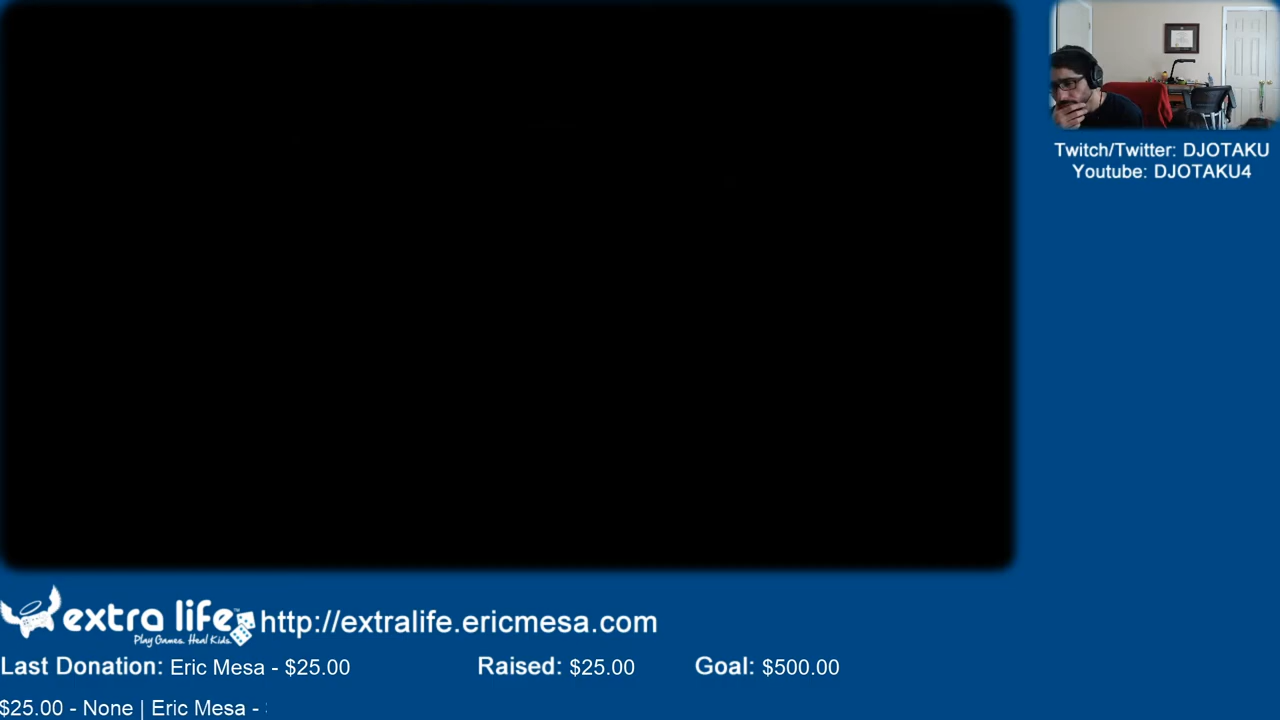 Twitch/Twitter: DJOTAKU
Youtube: DJOTAKU4
extra life
Play Games. Heal Kids.
http://extralife.ericmesa.com
Last Donation: Eric Mesa - $25.00 Raised: $25.00 Goal: $500.00
$25.00 - None | Eric Mesa -